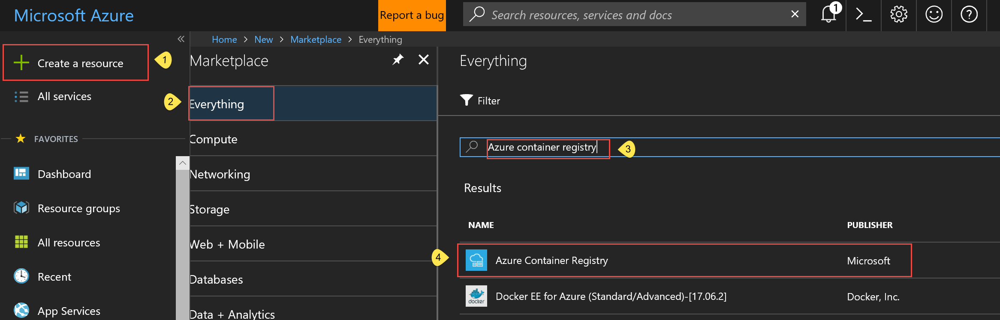 Microsoft Azure
Report a bug
Search resources, services and docs
1
Home > New > Marketplace > Everything
Create a resource
1
All services
FAVORITES
Dashboard
Resource groups
All resources
Recent
App Services
Marketplace
2
Everything
Compute
Networking
Storage
Web + Mobile
Databases
Data + Analytics
Everything
Filter
Azure container registry
3
Results
NAME PUBLISHER
4
Azure Container Registry Microsoft
docker
Docker EE for Azure (Standard/Advanced)-[17.06.2] Docker, Inc.